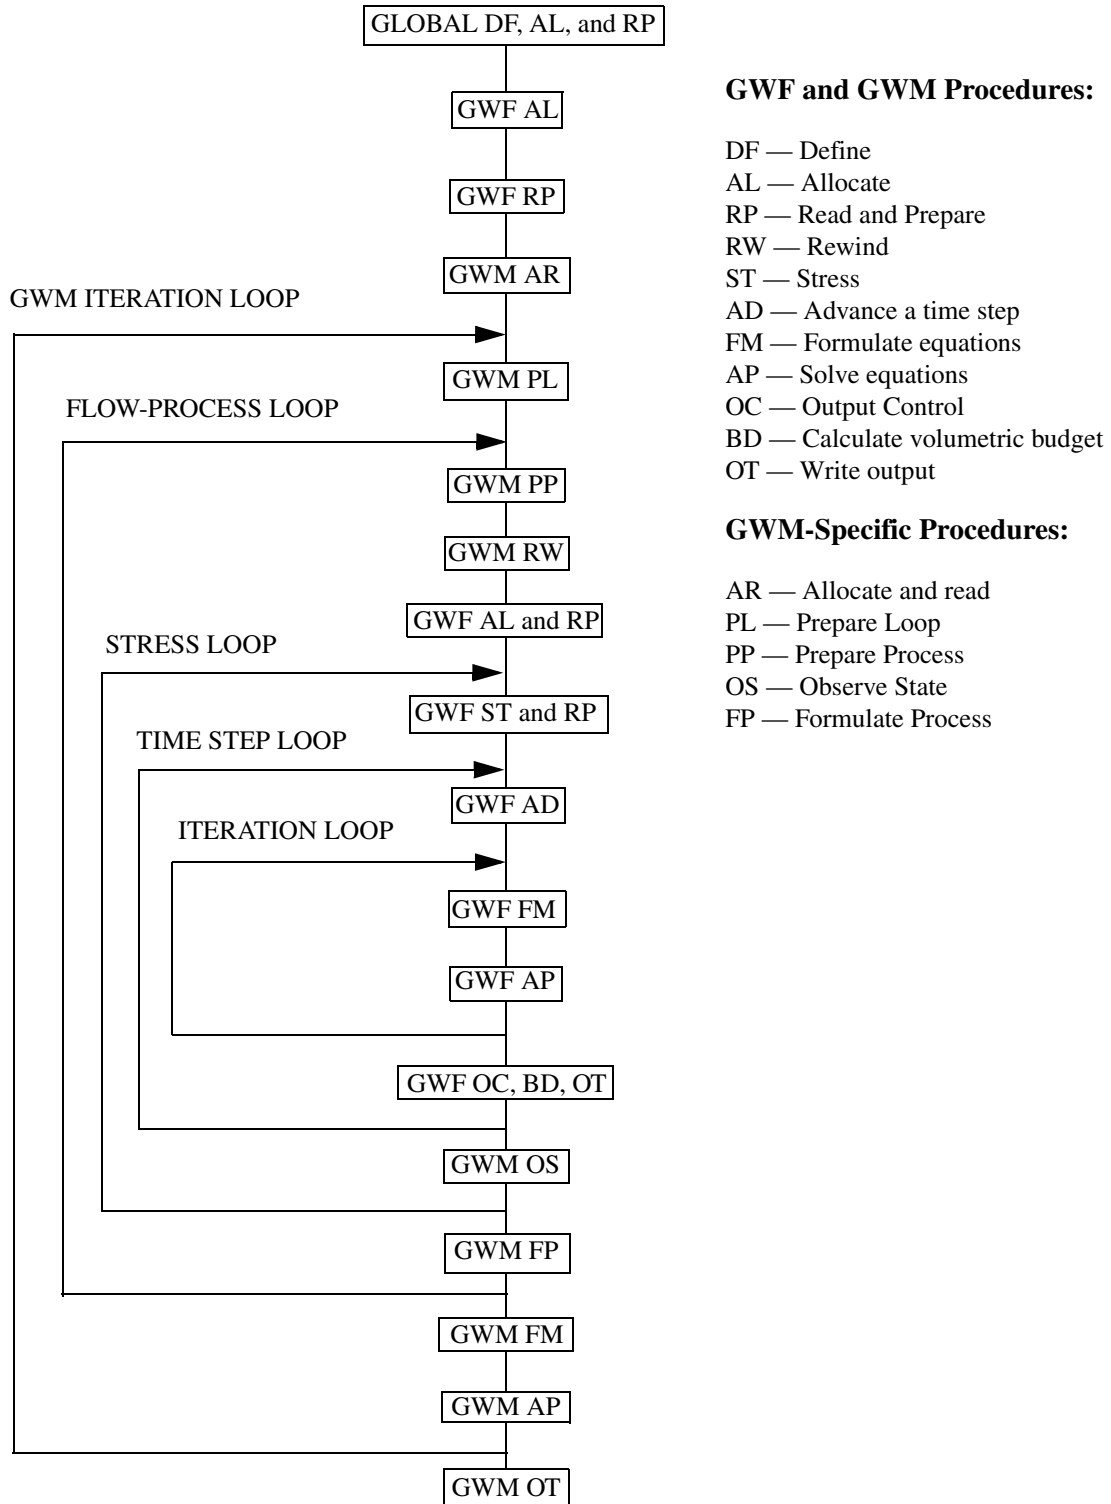 GLOBAL DF, AL, and RP
GWF AL
GWF RP
GWM AR
GWM ITERATION LOOP
GWM PL
FLOW-PROCESS LOOP
GWM PP
GWM RW
GWF AL and RP
STRESS LOOP
GWF ST and RP
TIME STEP LOOP
GWF AD
ITERATION LOOP
GWF FM
GWF AP
GWF OC, BD, OT
GWM OS
GWM FP
GWM FM
GWM AP
GWM OT
GWF and GWM Procedures:
DF — Define
AL — Allocate
RP — Read and Prepare
RW — Rewind
ST — Stress
AD — Advance a time step
FM — Formulate equations
AP — Solve equations
OC — Output Control
BD — Calculate volumetric budget
OT — Write output
GWM-Specific Procedures:
AR — Allocate and read
PL — Prepare Loop
PP — Prepare Process
OS — Observe State
FP — Formulate Process